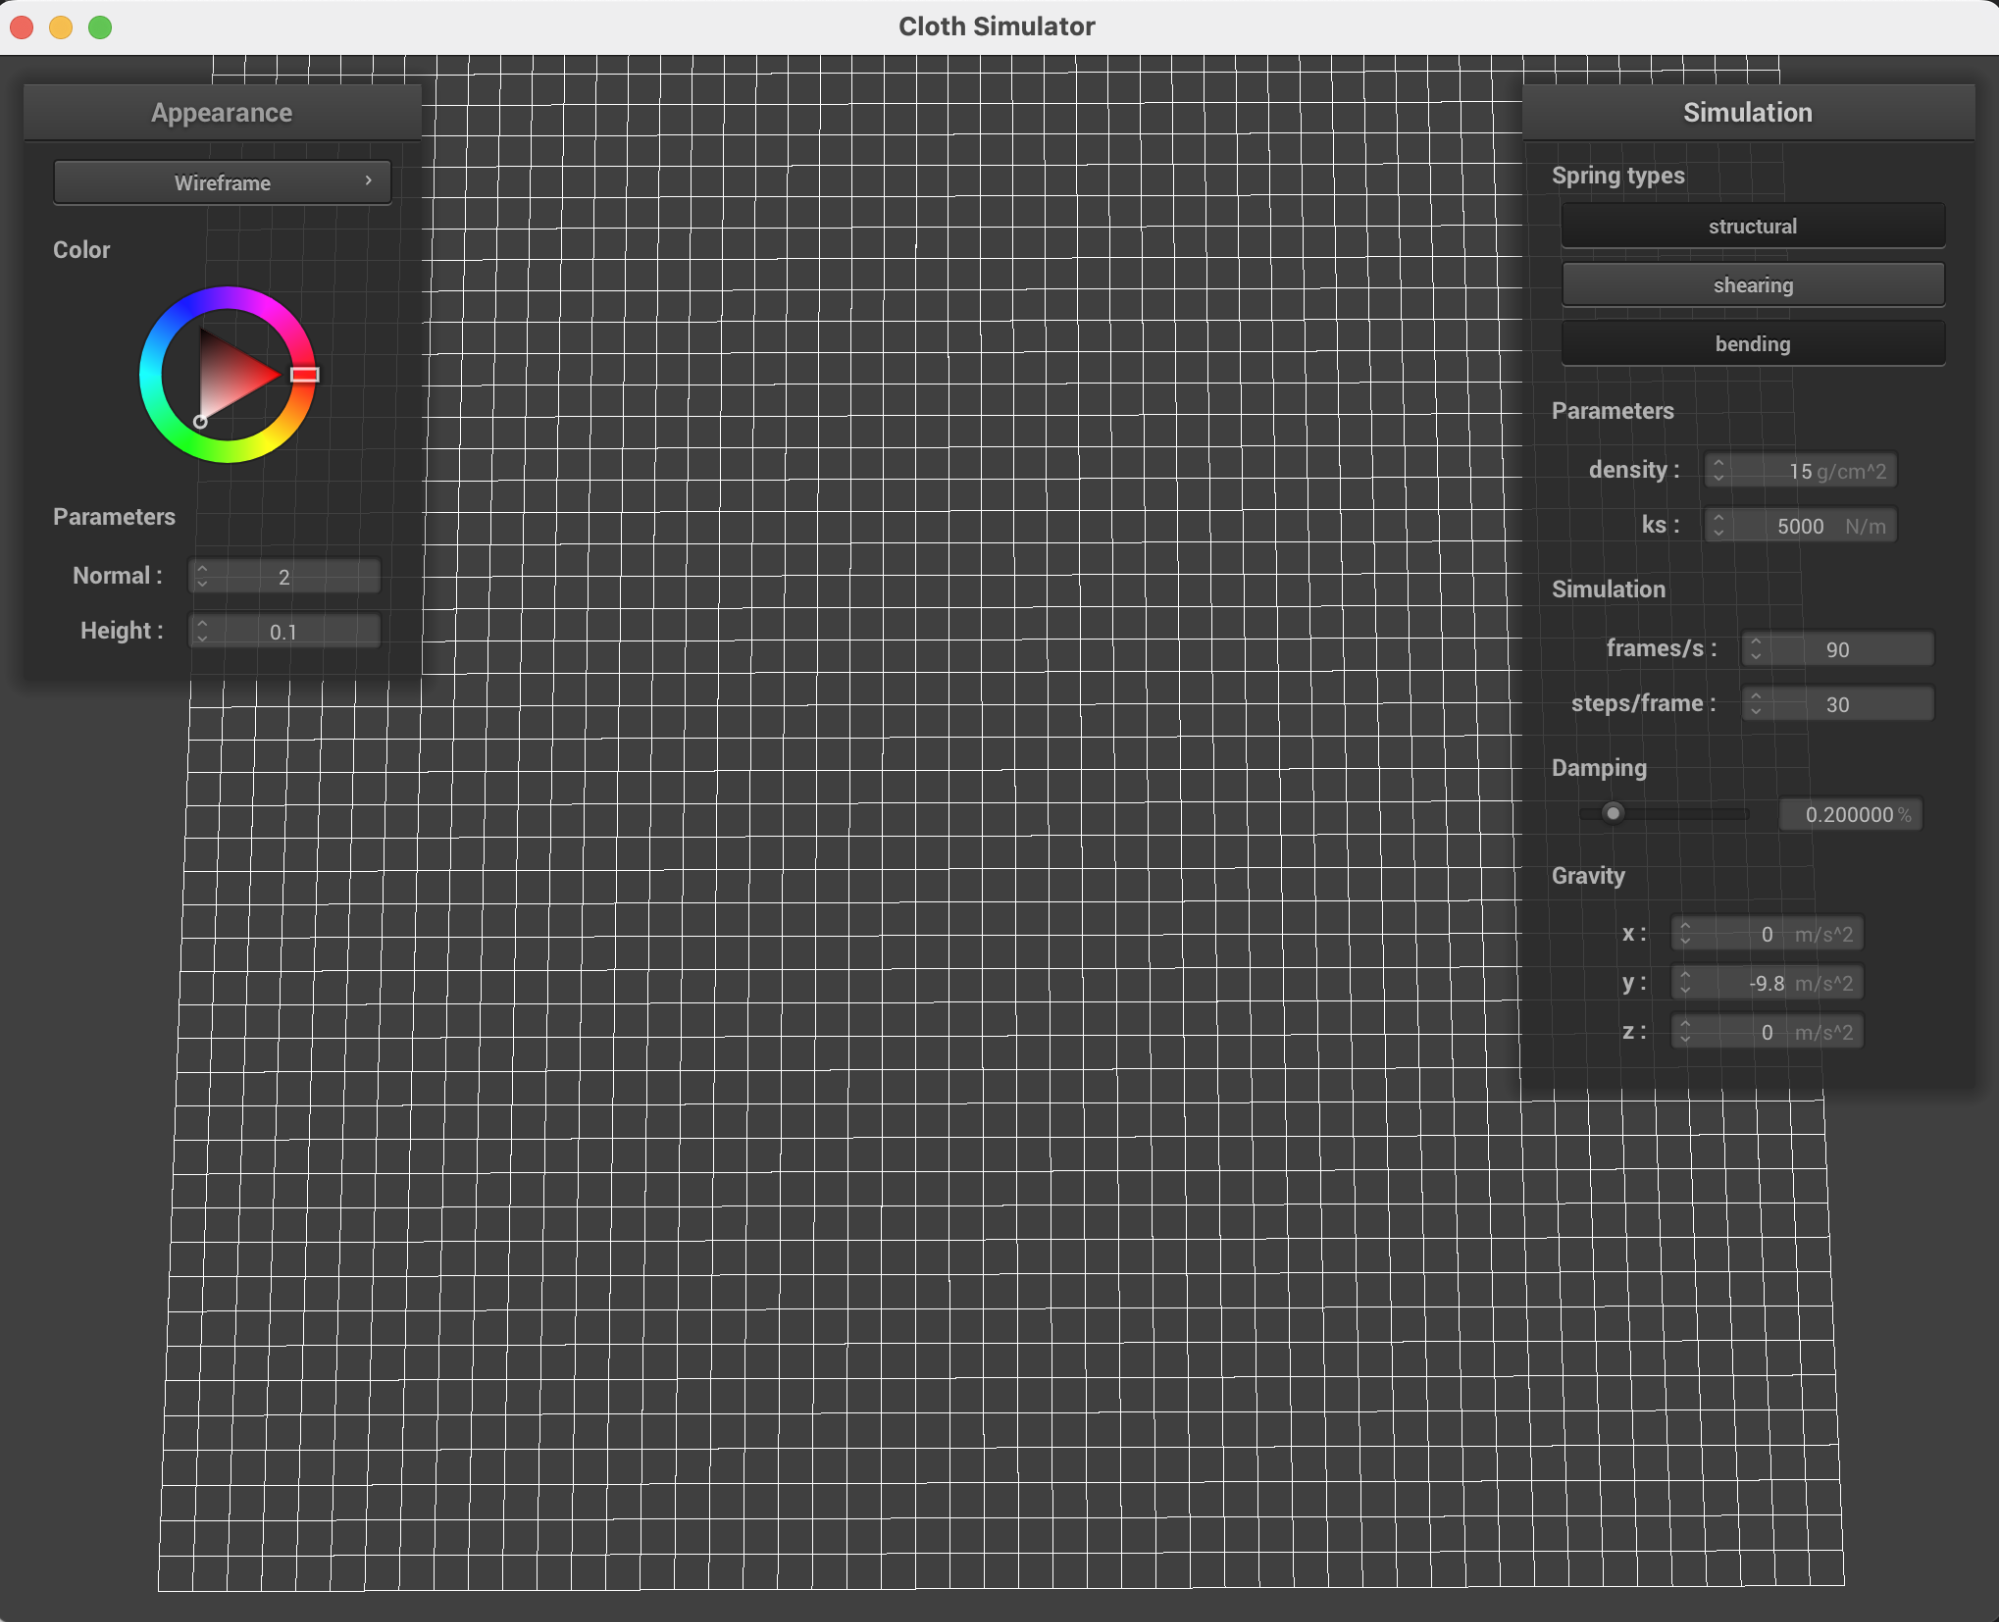 Cloth Simulator
Appearance
Wireframe
Color
Parameters
Normal : 2
Height : 0.1
Simulation
Spring types
structural
shearing
bending
Parameters
density : 15 g/cm^2
ks : 5000 N/m
Simulation
frames/s : 90
steps/frame : 30
Damping
0.200000 %
Gravity
x : 0 m/s^2
y : -9.8 m/s^2
z : 0 m/s^2